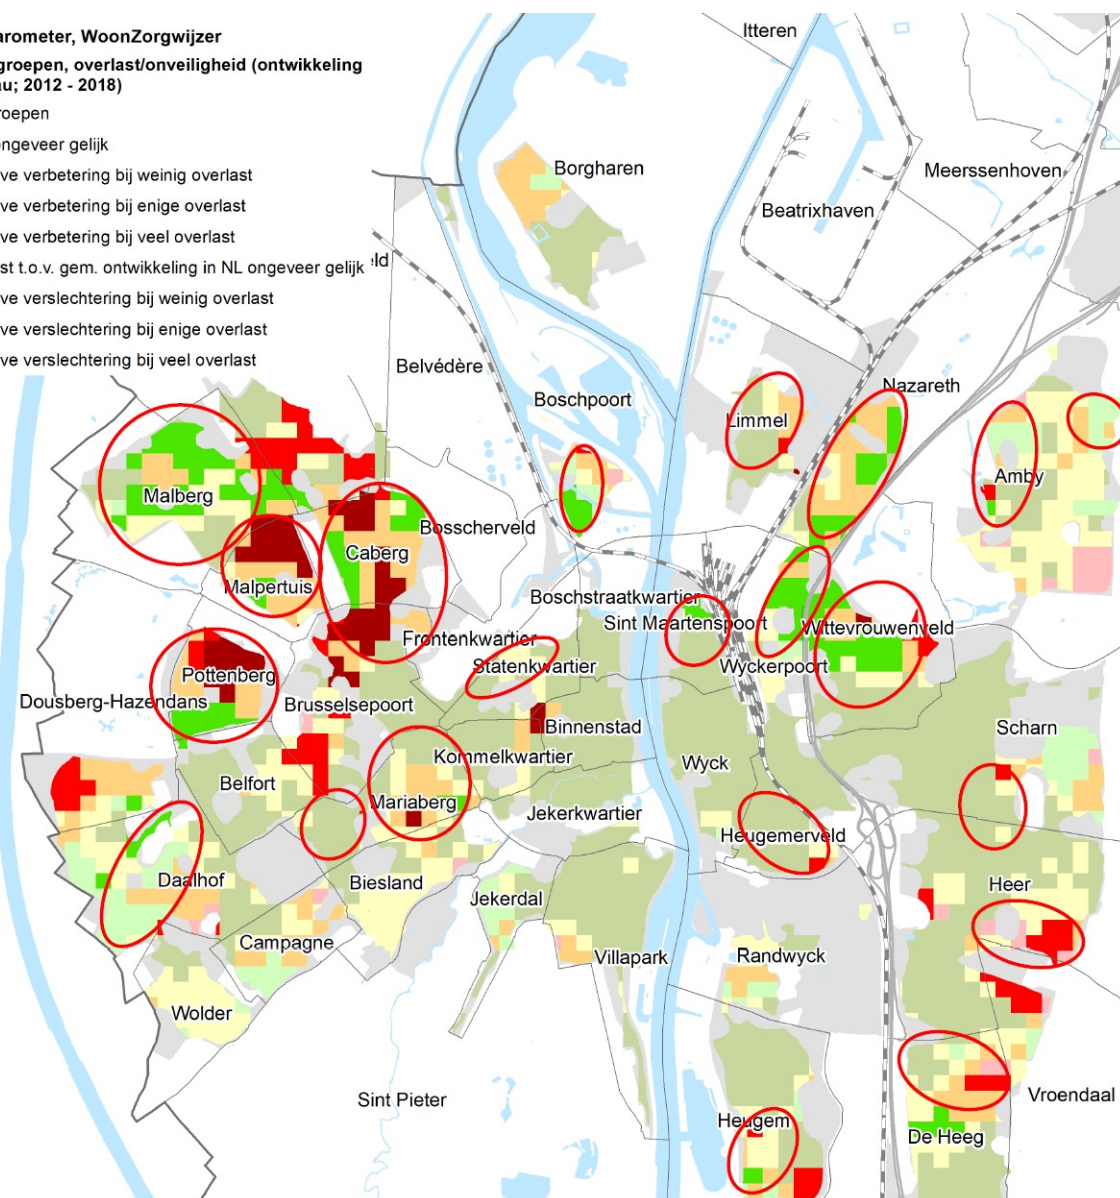 arometer, WoonZorgwijzer
groepen, overlast/onveiligheid (ontwikkeling
au; 2012 - 2018)
roepen
ongeveer gelijk
ve verbetering bij weinig overlast
ve verbetering bij enige overlast
ve verbetering bij veel overlast
st t.o.v. gem. ontwikkeling in NL ongeveer gelijk
ve verslechtering bij weinig overlast
ve verslechtering bij enige overlast
ve verslechtering bij veel overlast
Itteren
Borgharen
Meerssenhoven
Beatrixhaven
eld
Belvédère
Boschpoort
Nazareth
Limmel
Amby
Malberg
Bosscherveld
Caberg
Malpertuis
Boschstraatkwartier
Sint Maartenspoort
Wittevrouwenveld
Frontenkwartier
Statenkwartier
Wyckerpoort
Pottenberg
Dousberg-Hazendans
Brusselsepoort
Binnenstad
Scharn
Kommelkwartier
Wyck
Belfort
Mariaberg
Jekerkwartier
Heugemerveld
Daalhof
Biesland
Heer
Jekerdal
Campagne
Villapark
Randwyck
Wolder
Sint Pieter
Vroendaal
Heugem
De Heeg